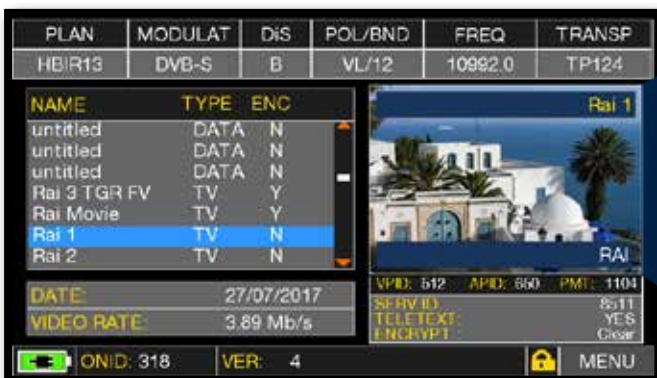 PLAN MODULAT DiS POL/BND FREQ TRANSP
HBIR13 DVB-S B VL/12 10992.0 TP124
NAME TYPE ENC
untitled DATA N
untitled DATA N
untitled DATA N
Rai 3 TGR FV TV Y
Rai Movie TV Y
Rai 1 TV N
Rai 2 TV N
DATE: 27/07/2017
VIDEO RATE: 3.89 Mb/s
Rai 1
RAI
VPID: 512 APID: 650 PMT: 1104
SERV ID: 8511
TELETEXT: YES
ENCRYPT: Clear
ONID: 318 VER: 4 MENU